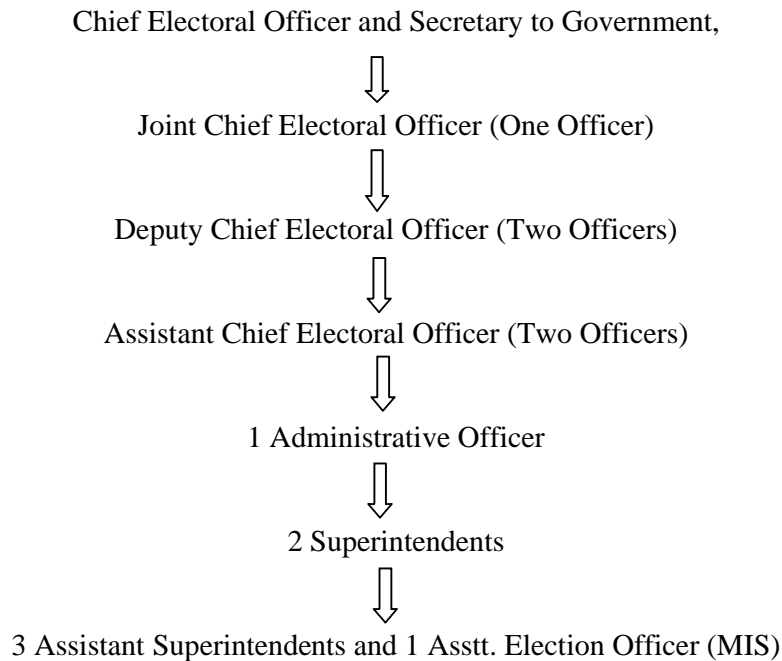 Chief Electoral Officer and Secretary to Government,
Joint Chief Electoral Officer (One Officer)
Deputy Chief Electoral Officer (Two Officers)
Assistant Chief Electoral Officer (Two Officers)
1 Administrative Officer
2 Superintendents
3 Assistant Superintendents and 1 Asstt. Election Officer (MIS)